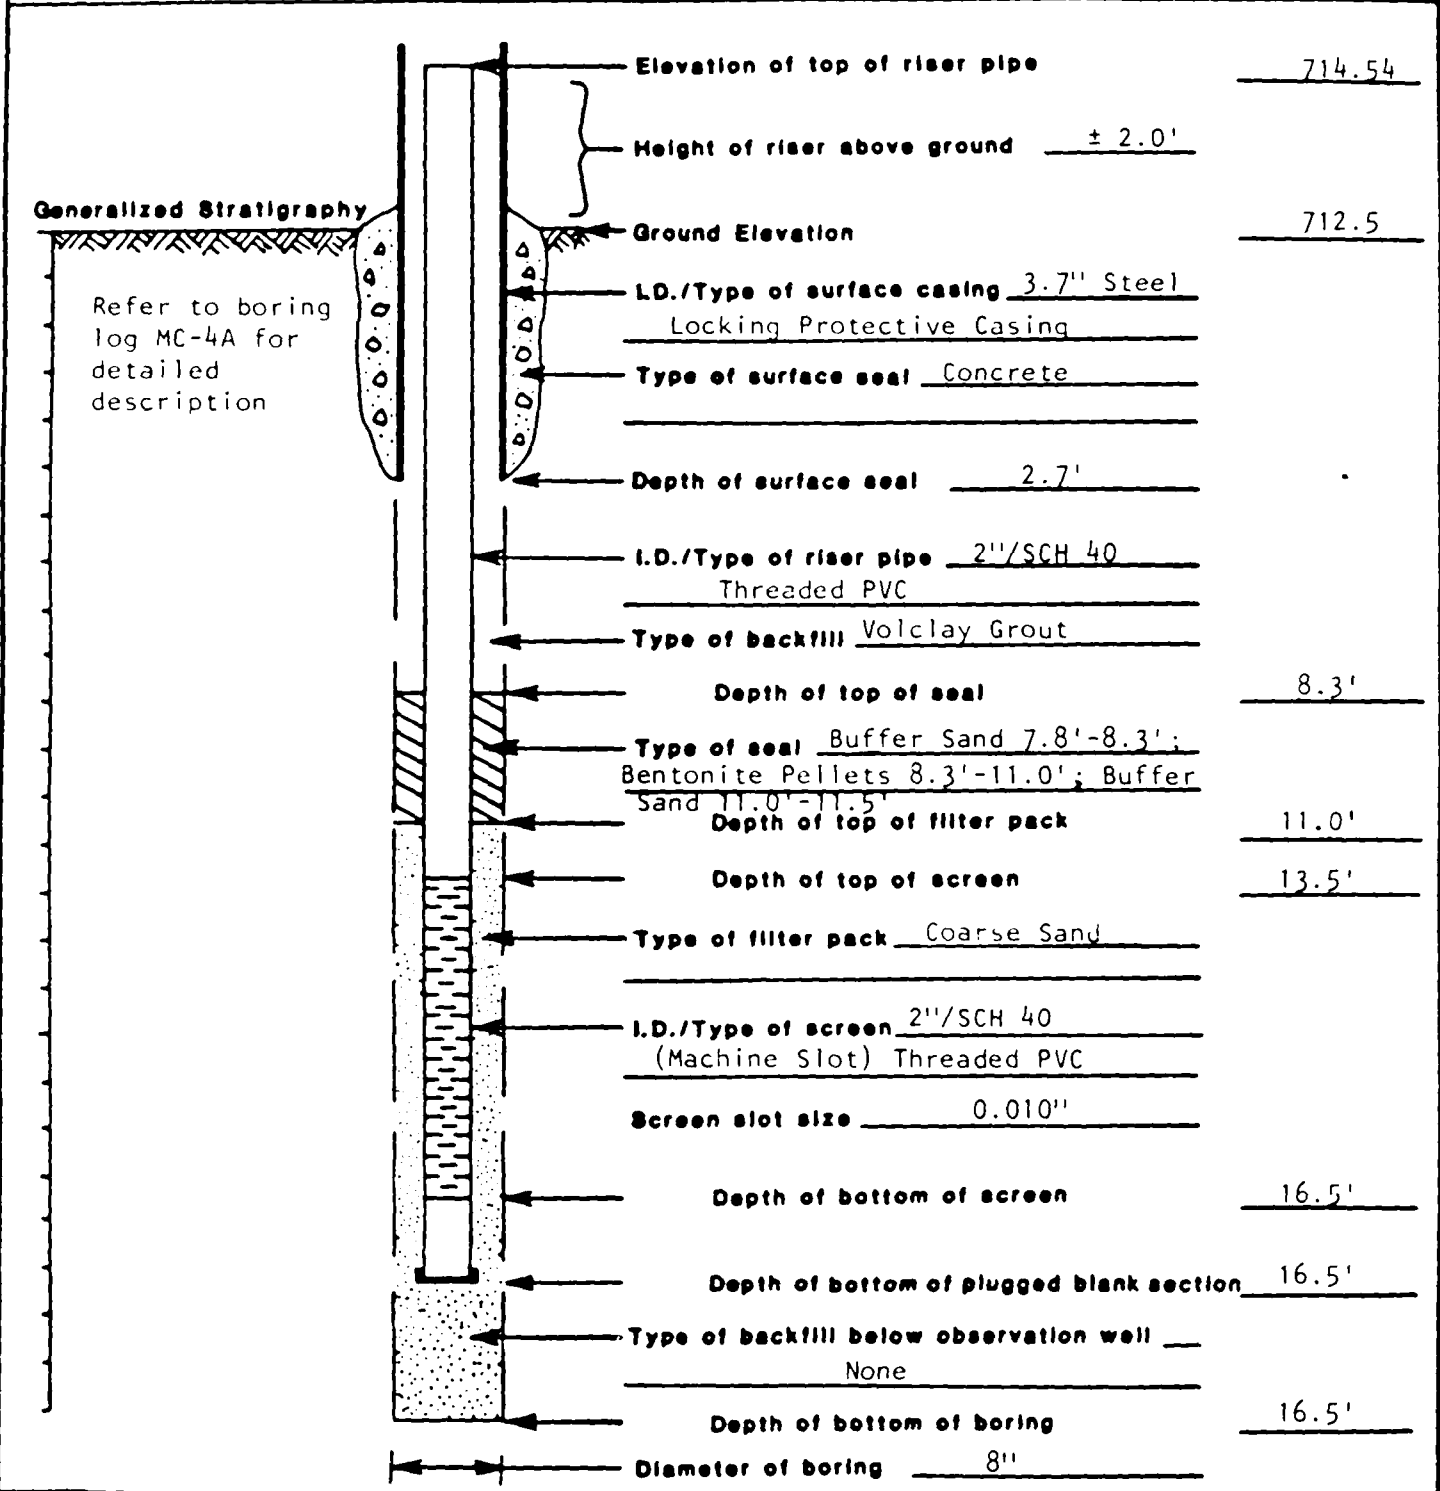 Elevation of top of riser pipe 714.54
Height of riser above ground ± 2.0'
Generalized Stratigraphy
Ground Elevation 712.5
I.D./Type of surface casing 3.7" Steel
Locking Protective Casing
Refer to boring
log MC-4A for
detailed
description
Type of surface seal Concrete
Depth of surface seal 2.7'
I.D./Type of riser pipe 2"/SCH 40
Threaded PVC
Type of backfill Volclay Grout
Depth of top of seal 8.3'
Type of seal Buffer Sand 7.8'-8.3';
Bentonite Pellets 8.3'-11.0'; Buffer
Sand 11.0'-11.5'
Depth of top of filter pack 11.0'
Depth of top of screen 13.5'
Type of filter pack Coarse Sand
I.D./Type of screen 2"/SCH 40
(Machine Slot) Threaded PVC
Screen slot size 0.010"
Depth of bottom of screen 16.5'
Depth of bottom of plugged blank section 16.5'
Type of backfill below observation well
None
Depth of bottom of boring 16.5'
Diameter of boring 8"